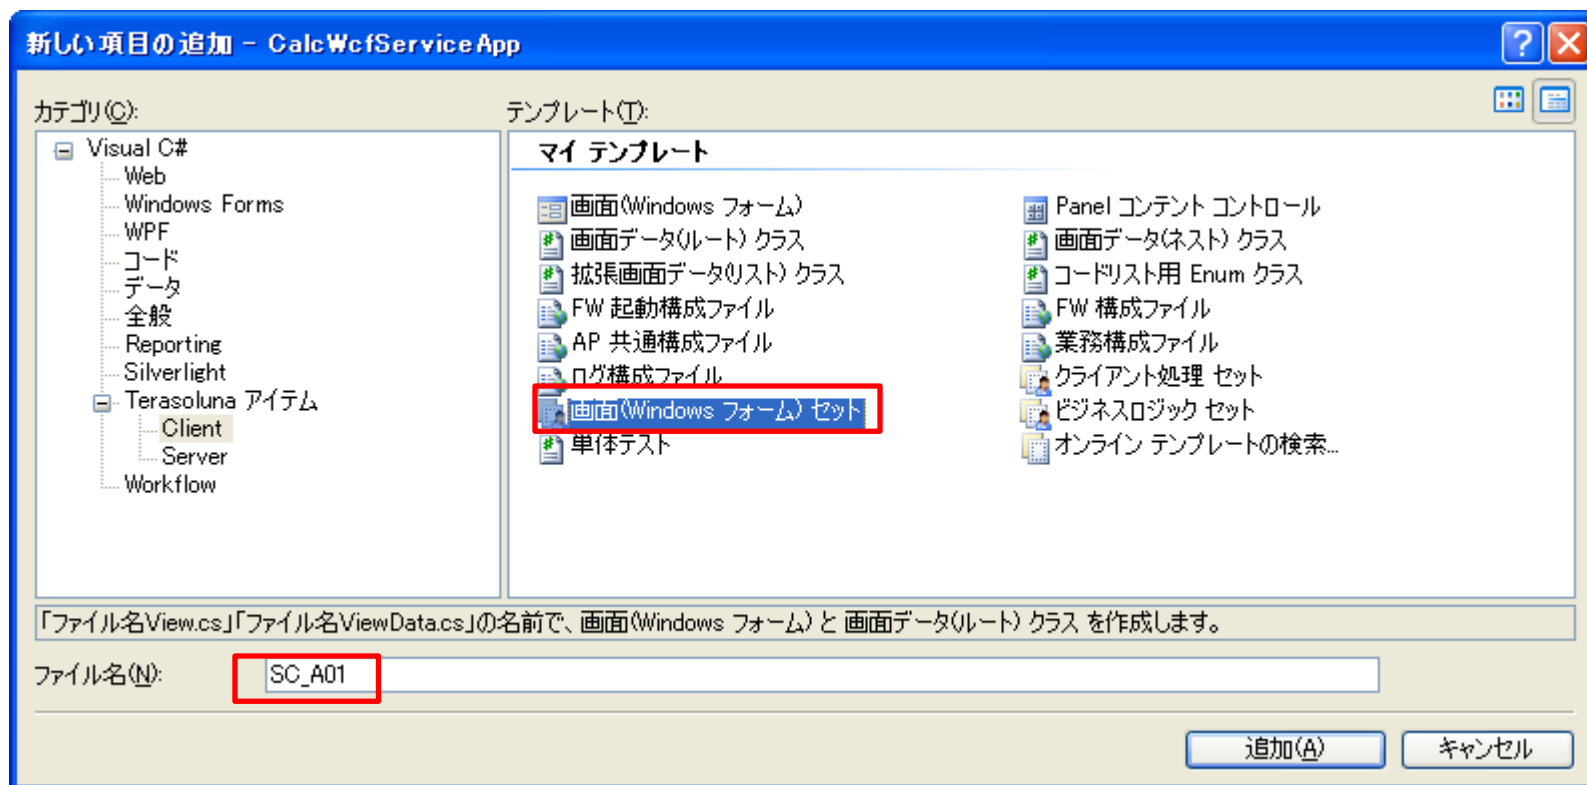 新しい項目の追加 - CalcWcfServiceApp
カテゴリ(C):
テンプレート(T):
Visual C#
Web
Windows Forms
WPF
コード
データ
全般
Reporting
Silverlight
Terasoluna アイテム
Client
Server
Workflow
マイ テンプレート
画面(Windows フォーム)
Panel コンテント コントロール
画面データ(ルート) クラス
画面データ(ネスト) クラス
拡張画面データ(リスト) クラス
コードリスト用 Enum クラス
FW 起動構成ファイル
FW 構成ファイル
AP 共通構成ファイル
業務構成ファイル
ログ構成ファイル
クライアント処理 セット
画面(Windows フォーム) セット
ビジネスロジック セット
単体テスト
オンライン テンプレートの検索...
「ファイル名View.cs」「ファイル名ViewData.cs」の名前で、画面(Windows フォーム) と 画面データ(ルート) クラス を作成します。
ファイル名(N):
SC_A01
追加(A)
キャンセル